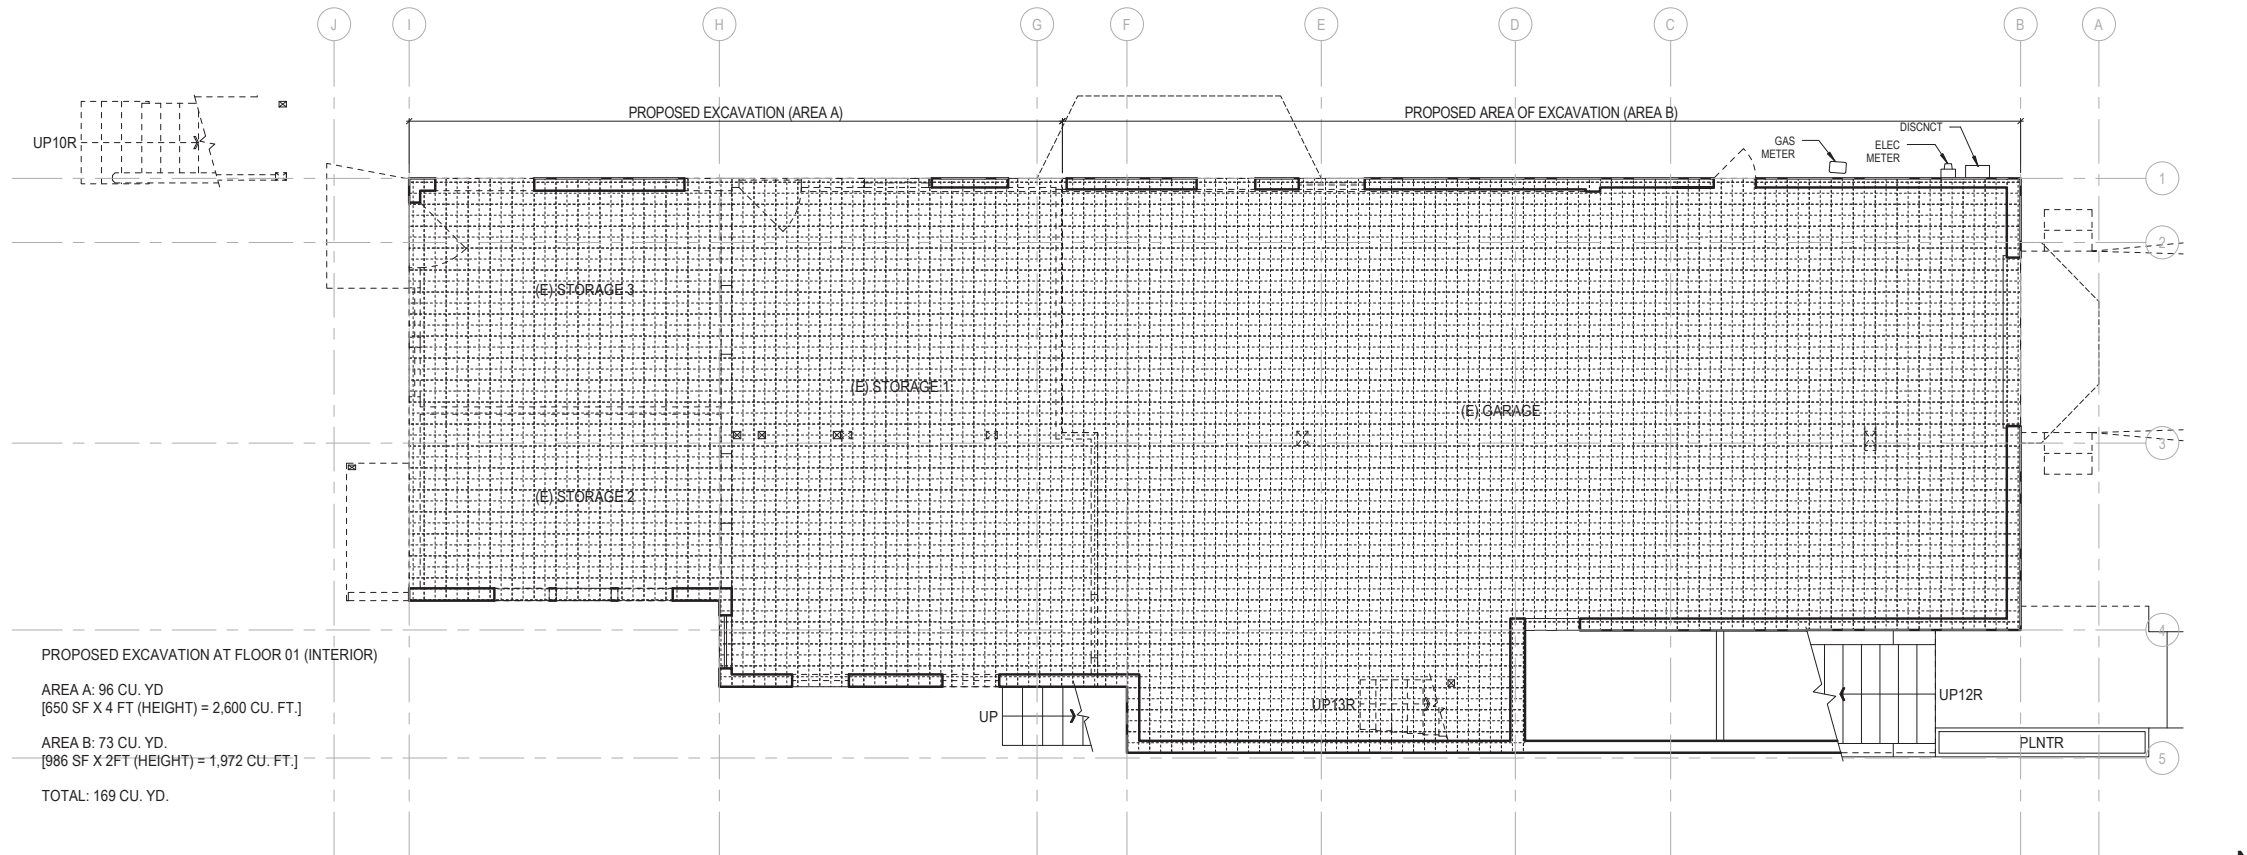 J I H G F E D C B A
PROPOSED EXCAVATION (AREA A)
PROPOSED AREA OF EXCAVATION (AREA B)
DISCNCT
GAS
METER
ELEC
METER
UP10R
1
2
(E) STORAGE 3
(E) STORAGE 1
(E) GARAGE
3
(E) STORAGE 2
4
PROPOSED EXCAVATION AT FLOOR 01 (INTERIOR)
AREA A: 96 CU. YD
[650 SF X 4 FT (HEIGHT) = 2,600 CU. FT.]
AREA B: 73 CU. YD.
[986 SF X 2FT (HEIGHT) = 1,972 CU. FT.]
TOTAL: 169 CU. YD.
UP
UP13R
UP12R
PLNTR
5